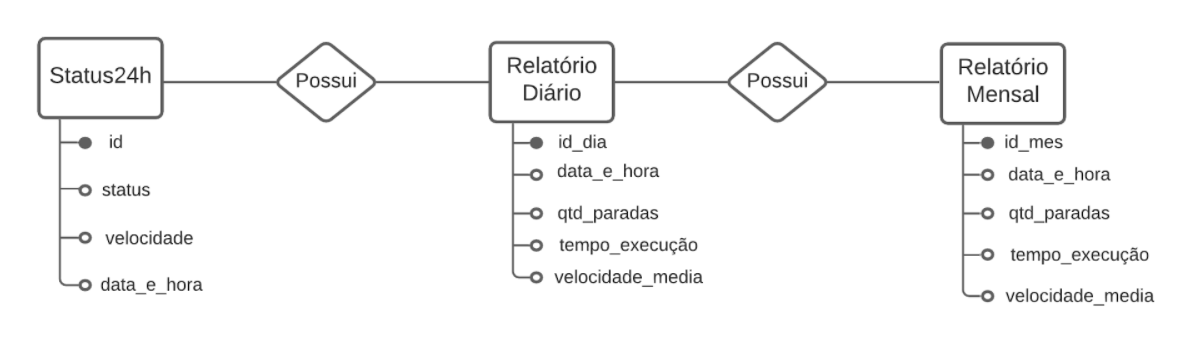 Status24h
id
status
velocidade
data_e_hora
Possui
Relatório
Diário
id_dia
data_e_hora
qtd_paradas
tempo_execução
velocidade_media
Possui
Relatório
Mensal
id_mes
data_e_hora
qtd_paradas
tempo_execução
velocidade_media